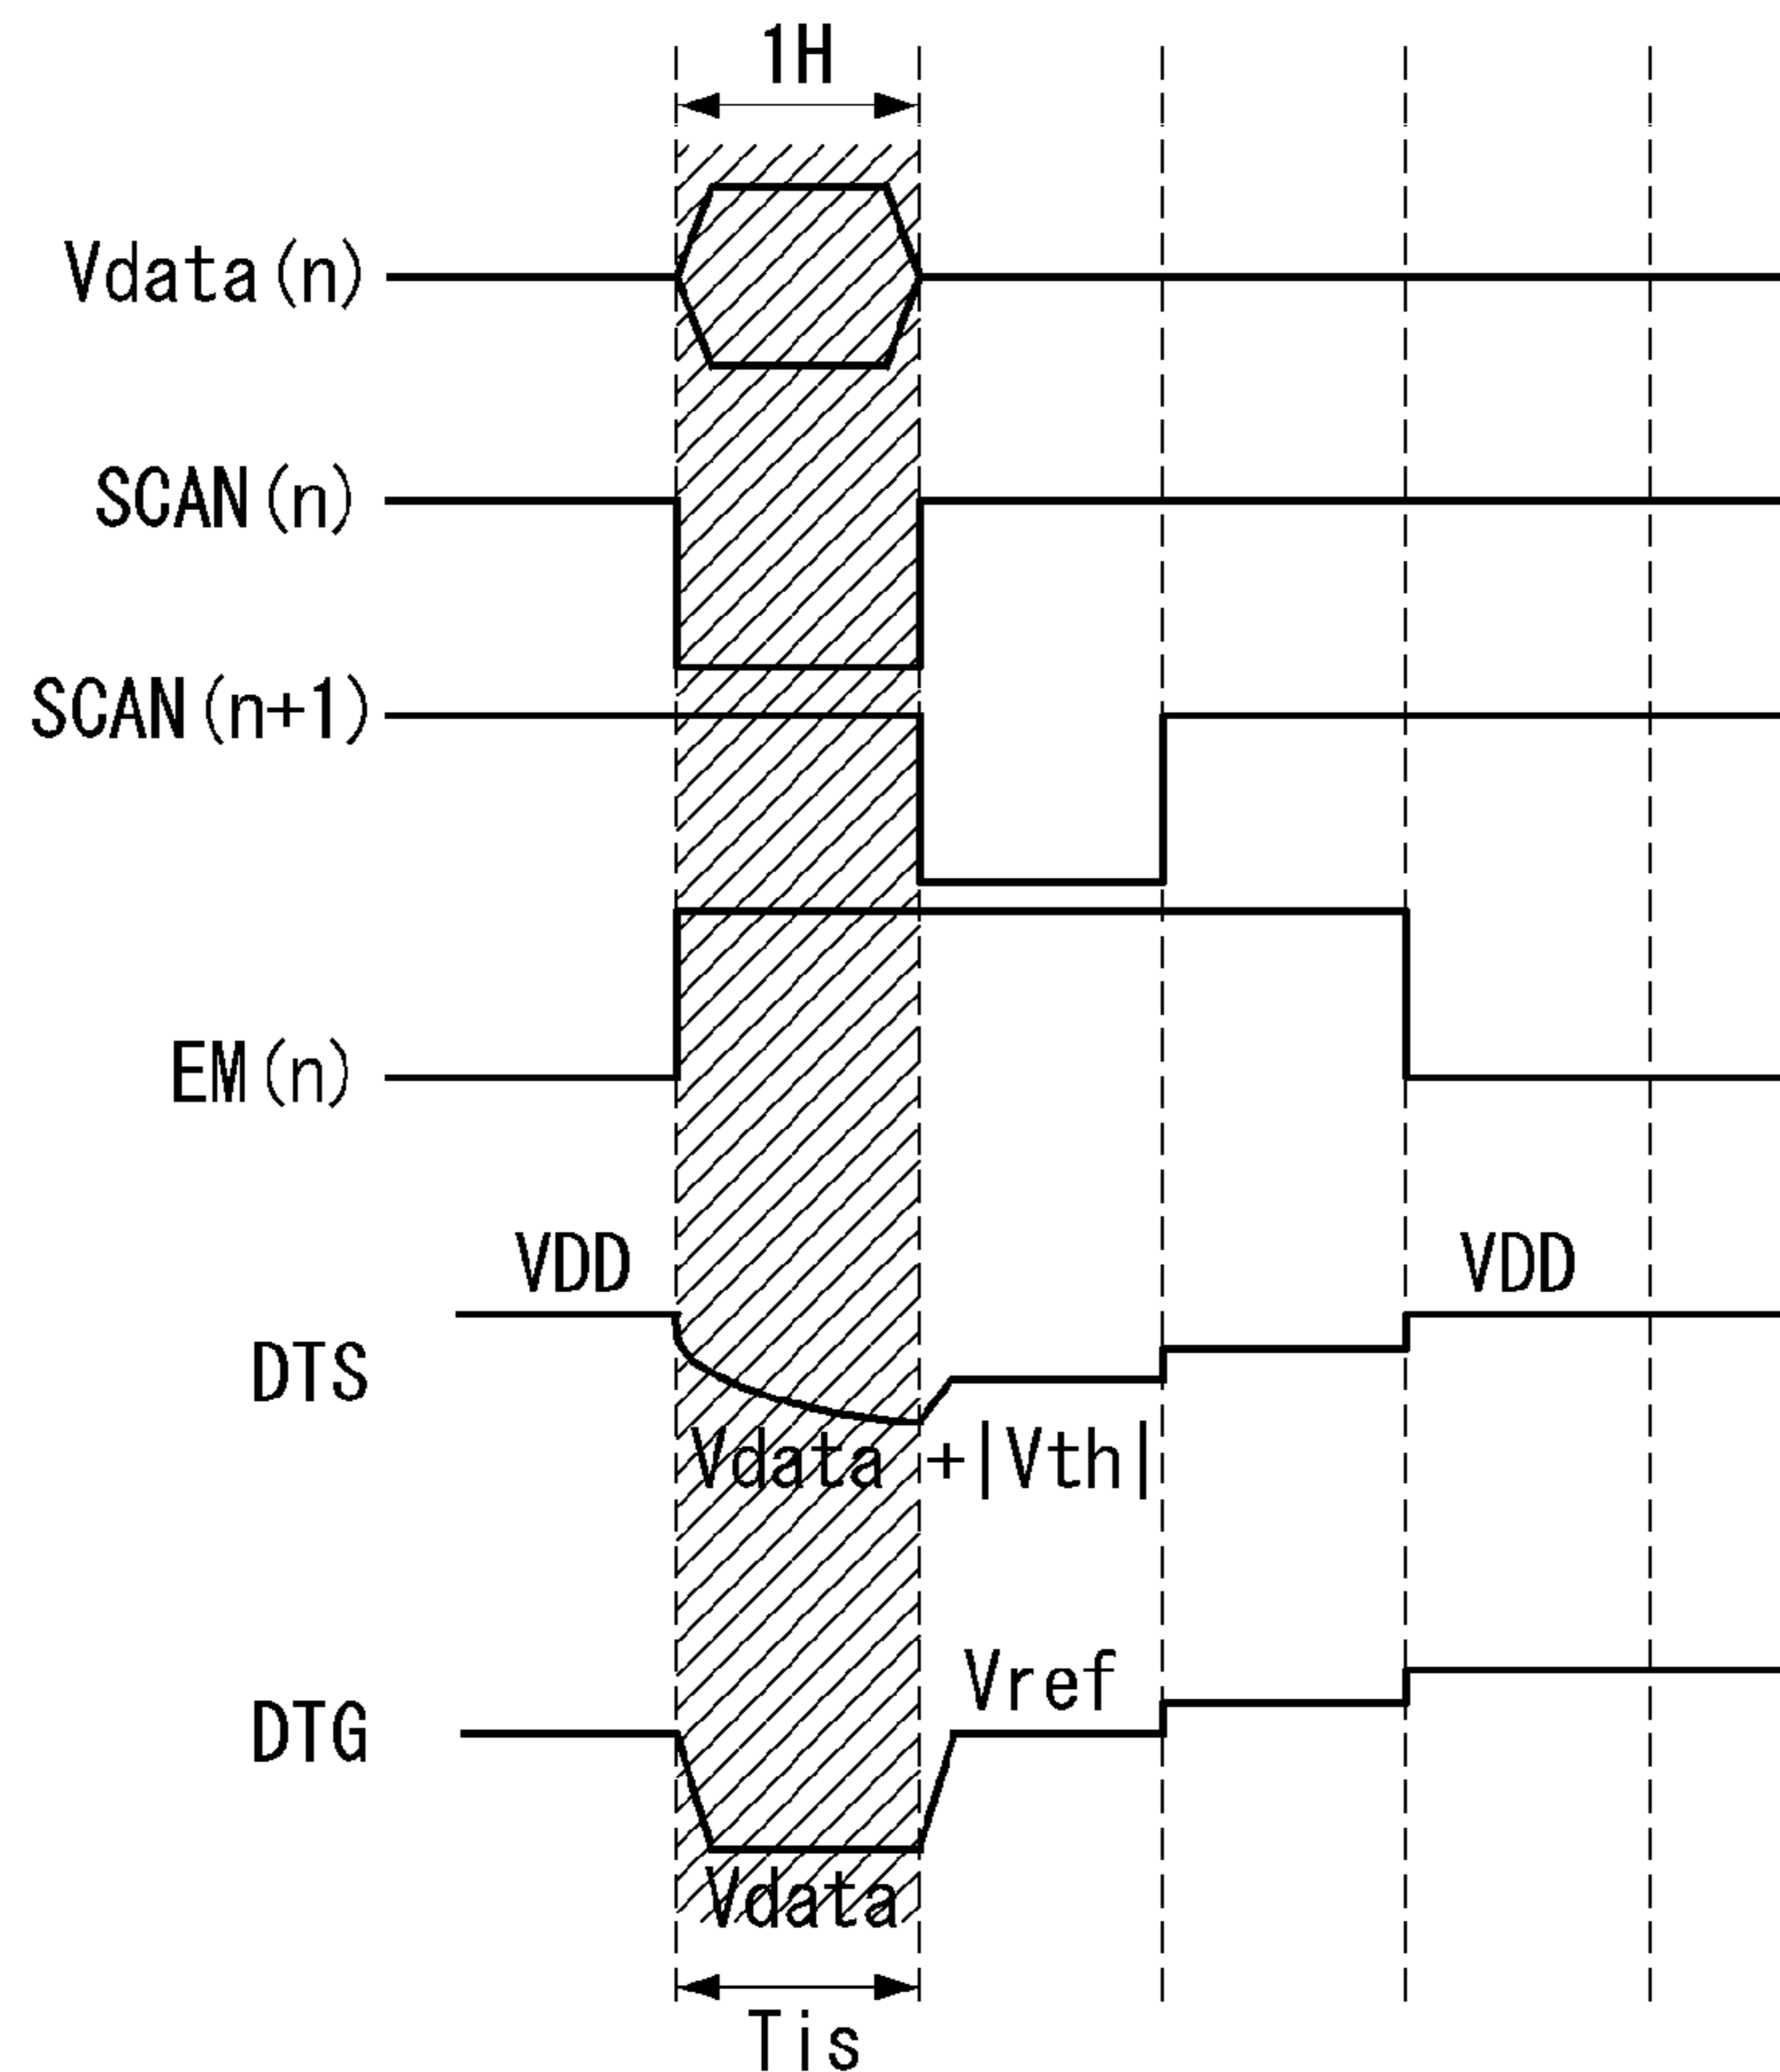 1H
Vdata(n)
SCAN(n)
SCAN(n+1)
EM(n)
VDD
VDD
DTS
Vdata +|Vth|
Vref
DTG
Vdata
Tis